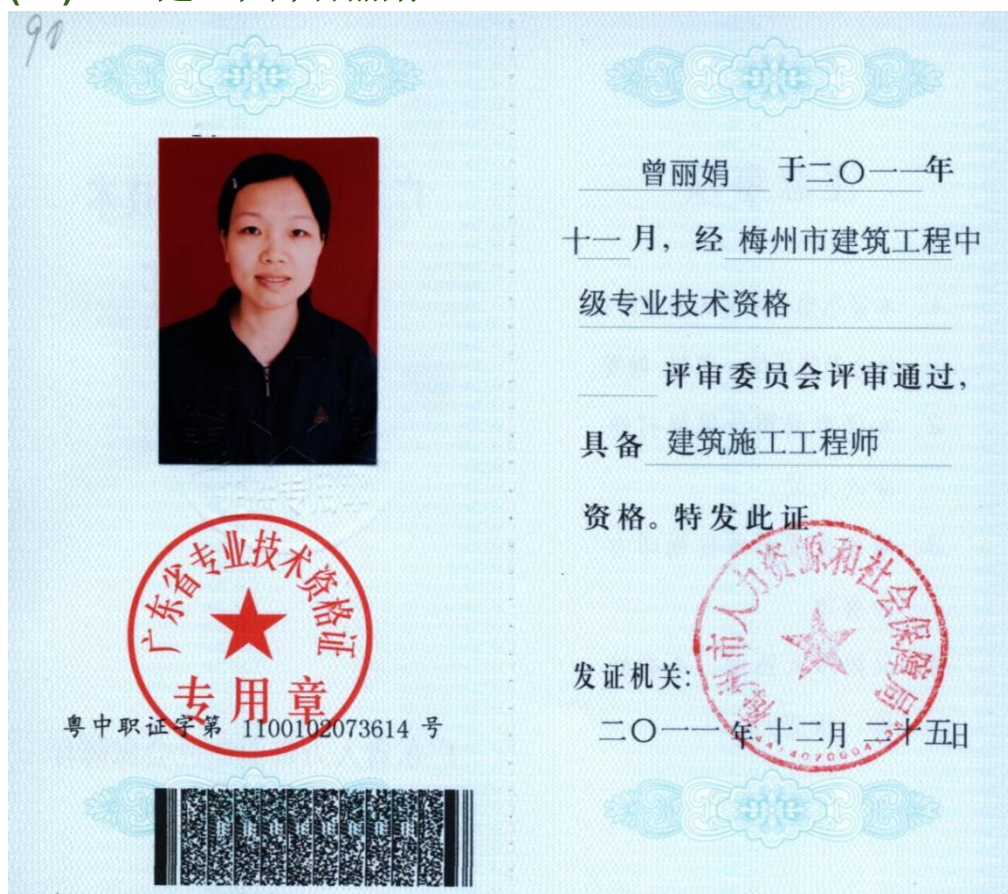 90
曾丽娟 于二〇一一年
十一月，经 梅州市建筑工程中
级专业技术资格
评审委员会评审通过，
具备 建筑施工工程师
资格。特发此证
广东省专业技术资格证
专用章
粤中职证字第 1100102073614 号
梅州市人力资源和社会保障局
发证机关：
二〇一一年十二月二十五日